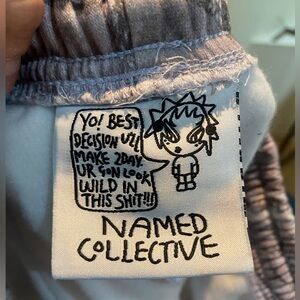 YO! BEST
DECISION U'LL
MAKE 2DAY.
UR GON LOOK
WILD IN
THIS SHIT!!!
NAMED
COLLECTIVE